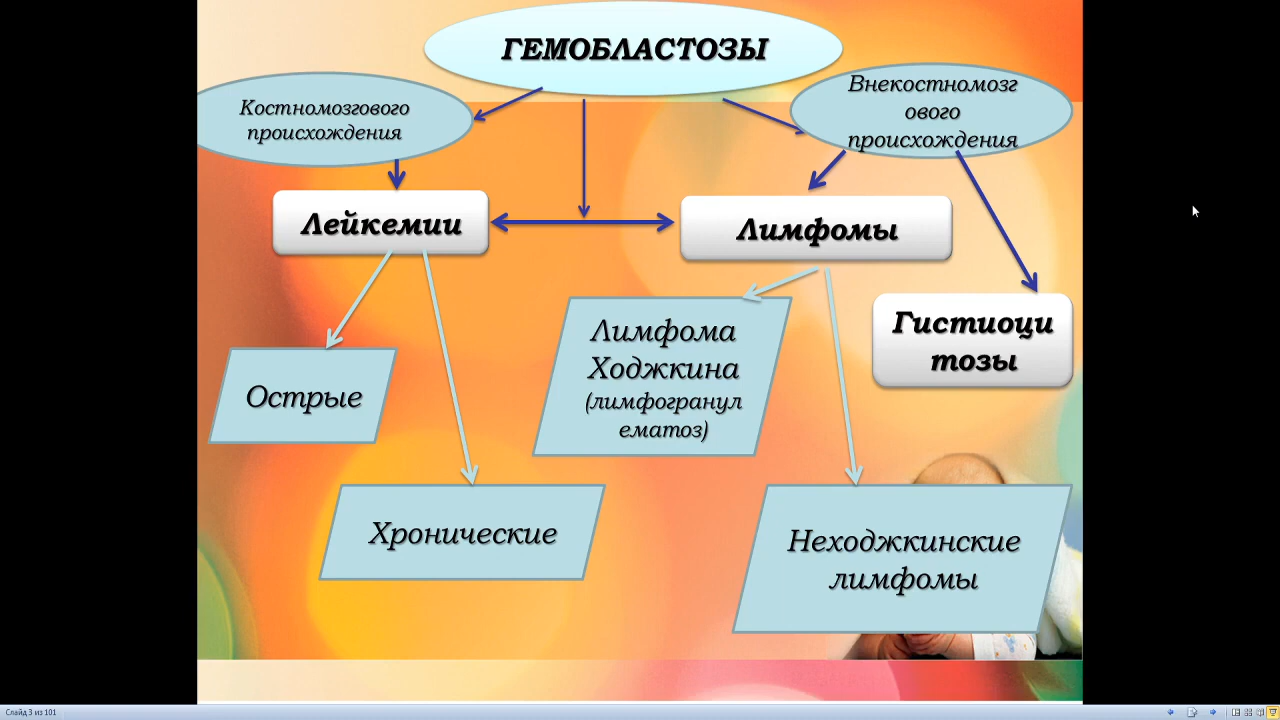 ГЕМОБЛАСТОЗЫ
Костномозгового
происхождения
Внекостномозг
ового
происхождения
Лейкемии
Лимфомы
Гистиоци
тозы
Лимфома
Ходжкина
(лимфогранул
ематоз)
Острые
Хронические
Неходжкинские
лимфомы
Слайд 3 из 101